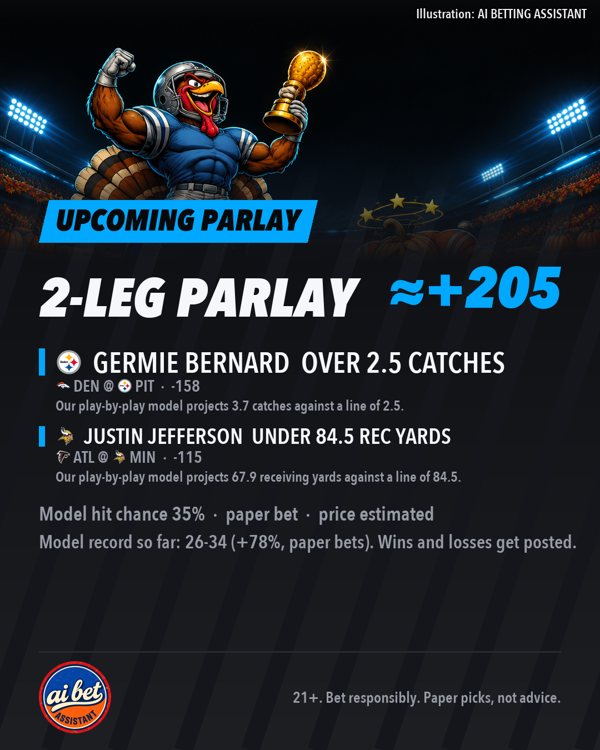 Illustration: AI BETTING ASSISTANT
UPCOMING PARLAY
2-LEG PARLAY ≈+205
GERMIE BERNARD OVER 2.5 CATCHES
DEN @ PIT · -158
Our play-by-play model projects 3.7 catches against a line of 2.5.
JUSTIN JEFFERSON UNDER 84.5 REC YARDS
ATL @ MIN · -115
Our play-by-play model projects 67.9 receiving yards against a line of 84.5.
Model hit chance 35% · paper bet · price estimated
Model record so far: 26-34 (+78%, paper bets). Wins and losses get posted.
ai bet
ASSISTANT
21+. Bet responsibly. Paper picks, not advice.